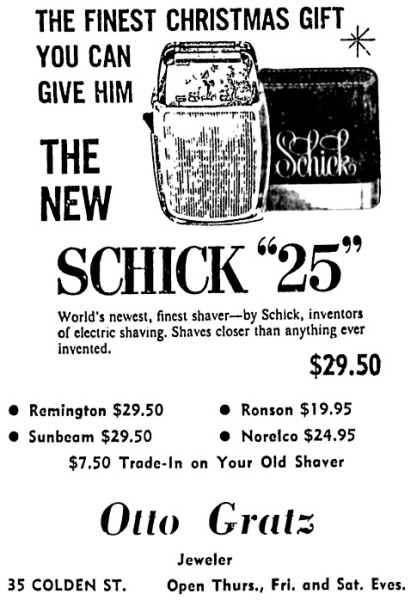 THE FINEST CHRISTMAS GIFT
YOU CAN
GIVE HIM
Schick
THE
NEW
SCHICK "25"
World's newest, finest shaver—by Schick, inventors
of electric shaving. Shaves closer than anything ever
invented.
$29.50
● Remington $29.50
● Ronson $19.95
● Sunbeam $29.50
● Norelco $24.95
$7.50 Trade-In on Your Old Shaver
Otto Gratz
Jeweler
35 COLDEN ST. Open Thurs., Fri. and Sat. Eves.